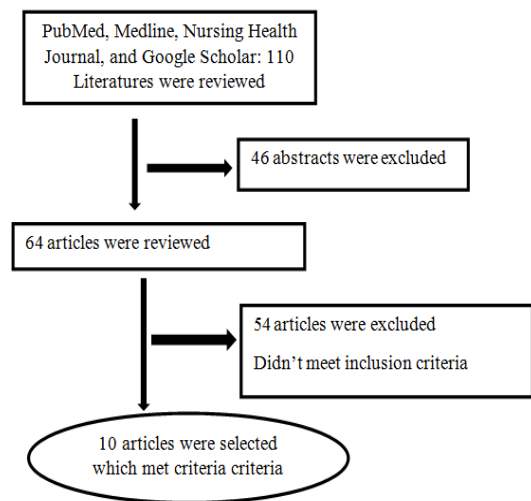 PubMed, Medline, Nursing Health
Journal, and Google Scholar: 110
Literatures were reviewed
46 abstracts were excluded
64 articles were reviewed
54 articles were excluded
Didn’t meet inclusion criteria
10 articles were selected
which met criteria criteria